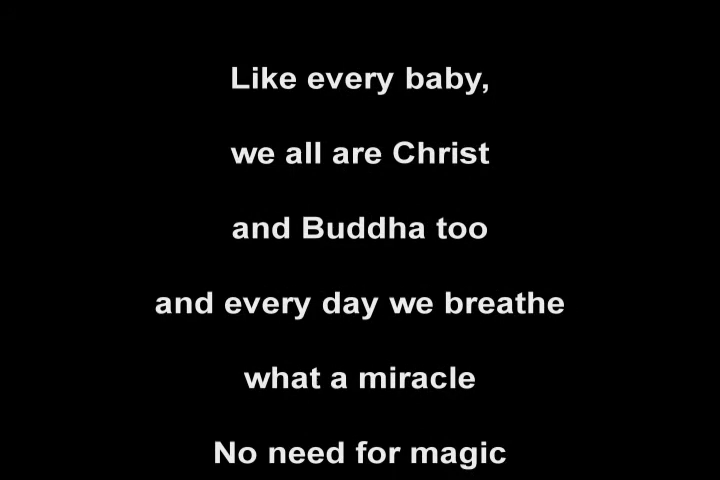 Like every baby,
we all are Christ
and Buddha too
and every day we breathe
what a miracle
No need for magic